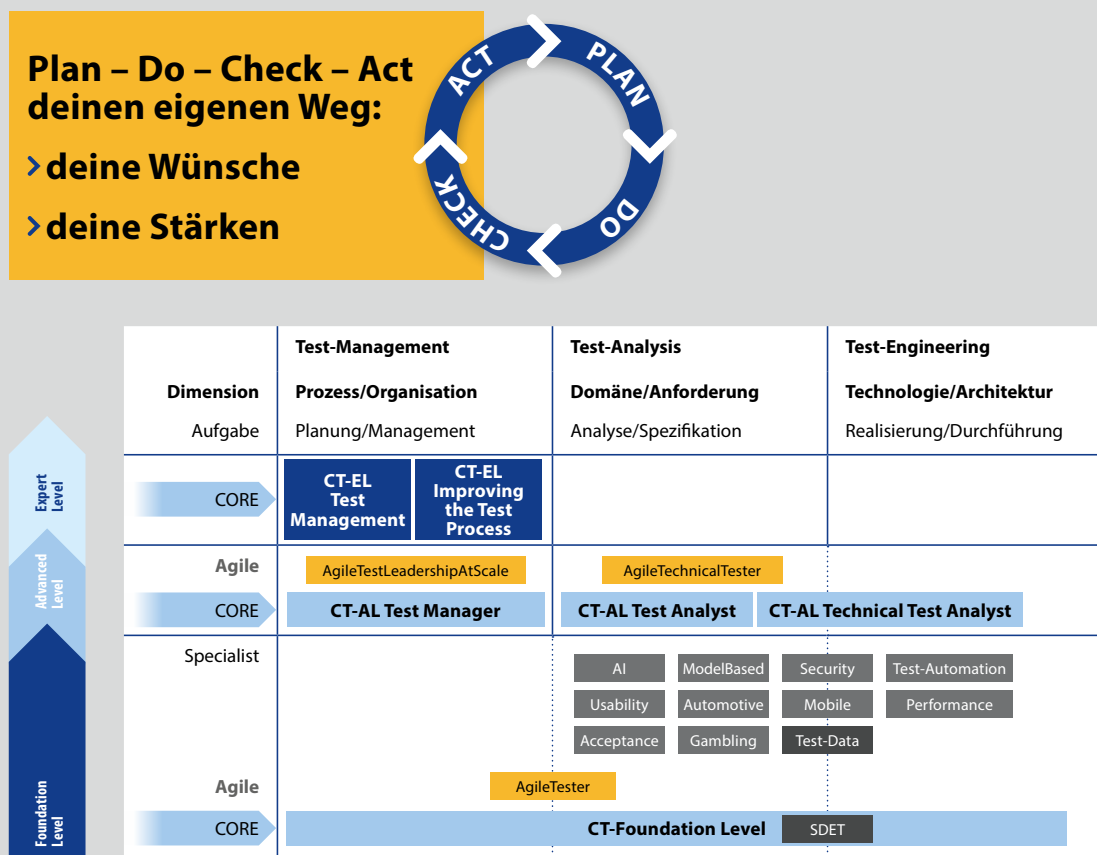 Plan – Do – Check – Act
deinen eigenen Weg:
› deine Wünsche
› deine Stärken
ACT
PLAN
DO
CHECK
Test-Management
Test-Analysis
Test-Engineering
Dimension
Prozess/Organisation
Domäne/Anforderung
Technologie/Architektur
Aufgabe
Planung/Management
Analyse/Spezifikation
Realisierung/Durchführung
Expert
Level
CORE
CT-EL
Test
Management
CT-EL
Improving
the Test
Process
Advanced
Level
Agile
AgileTestLeadershipAtScale
AgileTechnicalTester
CORE
CT-AL Test Manager
CT-AL Test Analyst
CT-AL Technical Test Analyst
Specialist
AI
ModelBased
Security
Test-Automation
Usability
Automotive
Mobile
Performance
Acceptance
Gambling
Test-Data
Foundation
Level
Agile
AgileTester
CORE
CT-Foundation Level
SDET